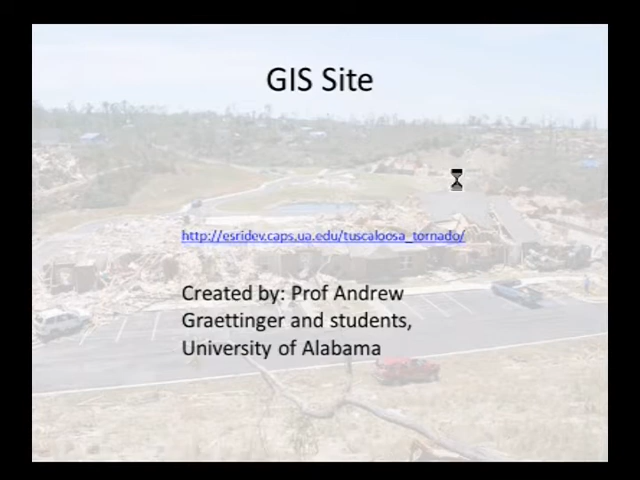 GIS Site
http://esridev.caps.ua.edu/tuscaloosa_tornado/
Created by: Prof Andrew
Graettinger and students,
University of Alabama